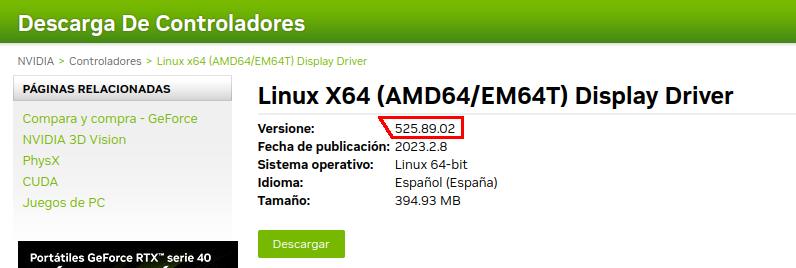 Descarga De Controladores
NVIDIA > Controladores > Linux x64 (AMD64/EM64T) Display Driver
PÁGINAS RELACIONADAS
Compara y compra - GeForce
NVIDIA 3D Vision
PhysX
CUDA
Juegos de PC
Portátiles GeForce RTX™ serie 40
Linux X64 (AMD64/EM64T) Display Driver
Versione: 525.89.02
Fecha de publicación: 2023.2.8
Sistema operativo: Linux 64-bit
Idioma: Español (España)
Tamaño: 394.93 MB
Descargar